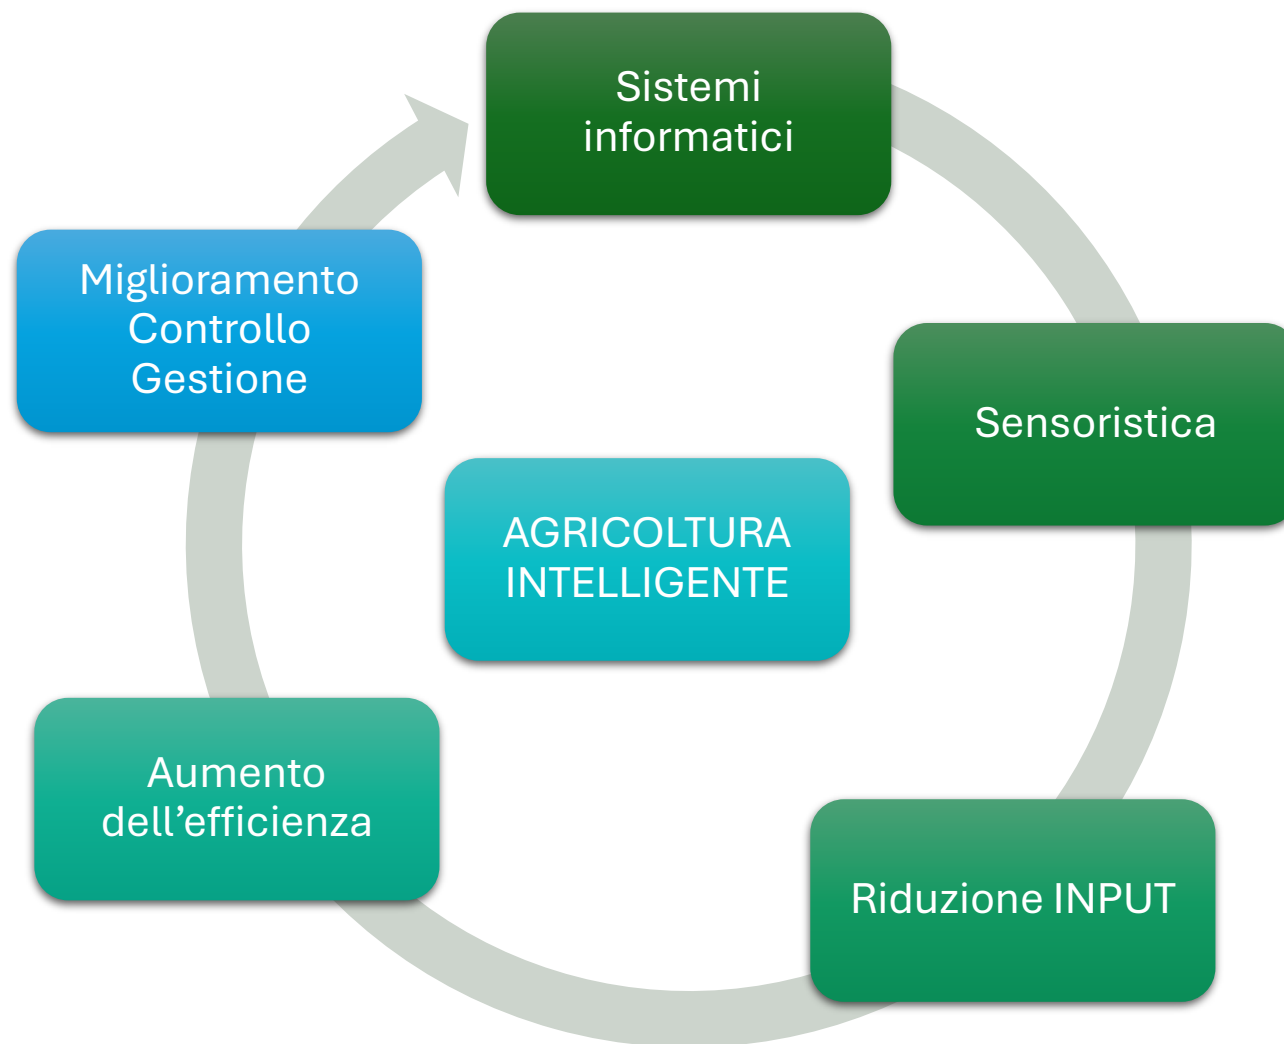 Sistemi
informatici
Miglioramento
Controllo
Gestione
Sensoristica
AGRICOLTURA
INTELLIGENTE
Aumento
dell’efficienza
Riduzione INPUT